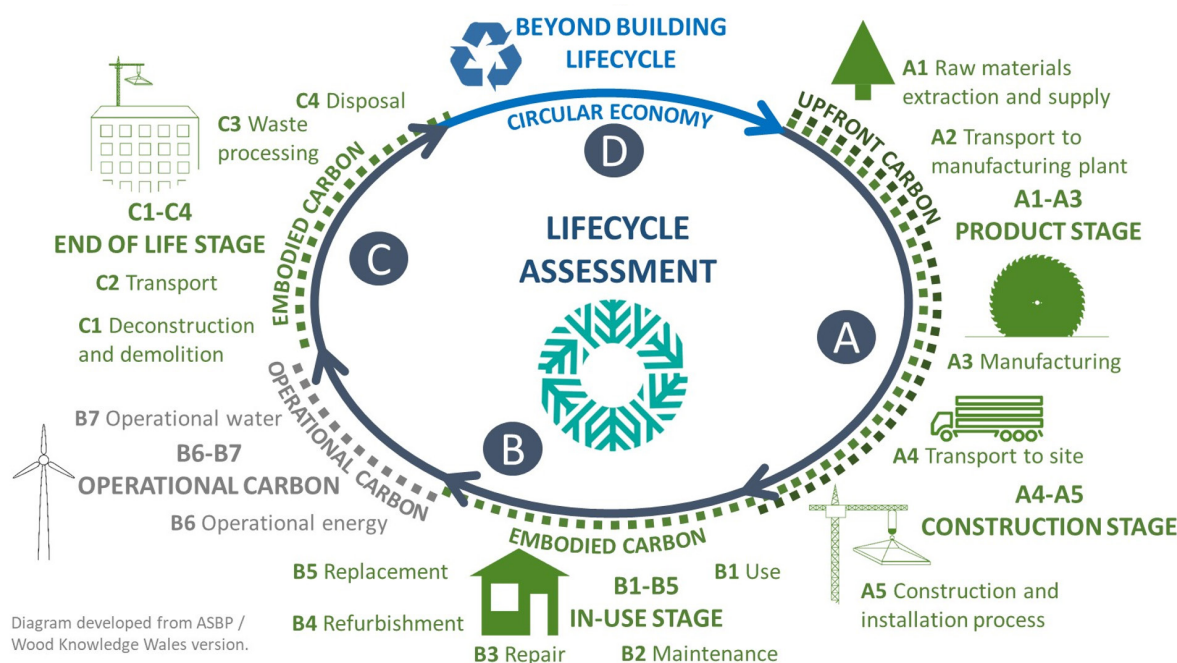 BEYOND BUILDING
LIFECYCLE
CIRCULAR ECONOMY
D
UPFRONT CARBON
A1 Raw materials
extraction and supply
A2 Transport to
manufacturing plant
A1-A3
PRODUCT STAGE
A3 Manufacturing
A
A4 Transport to site
A4-A5
CONSTRUCTION STAGE
A5 Construction and
installation process
LIFECYCLE
ASSESSMENT
EMBODIED CARBON
B1 Use
B1-B5
IN-USE STAGE
B2 Maintenance
B3 Repair
B4 Refurbishment
B5 Replacement
B
OPERATIONAL CARBON
B7 Operational water
B6-B7
OPERATIONAL CARBON
B6 Operational energy
EMBODIED CARBON
C
C4 Disposal
C3 Waste
processing
C1-C4
END OF LIFE STAGE
C2 Transport
C1 Deconstruction
and demolition
Diagram developed from ASBP /
Wood Knowledge Wales version.